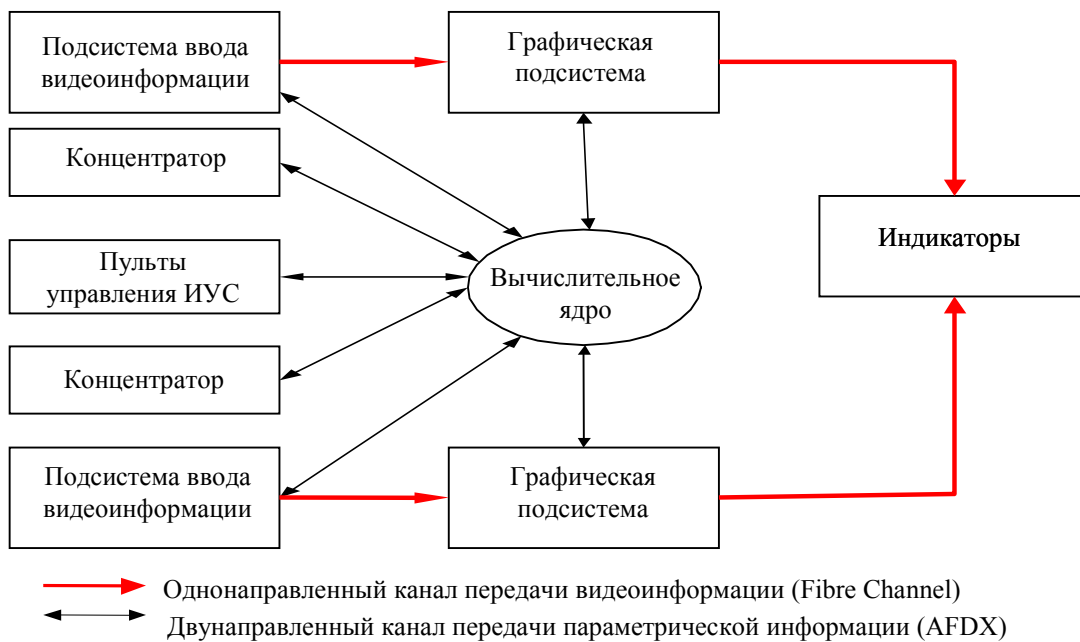 Подсистема ввода
видеоинформации
Графическая
подсистема
Концентратор
Индикаторы
Пульты
управления ИУС
Вычислительное
ядро
Концентратор
Подсистема ввода
видеоинформации
Графическая
подсистема
Однонаправленный канал передачи видеоинформации (Fibre Channel)
Двунаправленный канал передачи параметрической информации (AFDX)